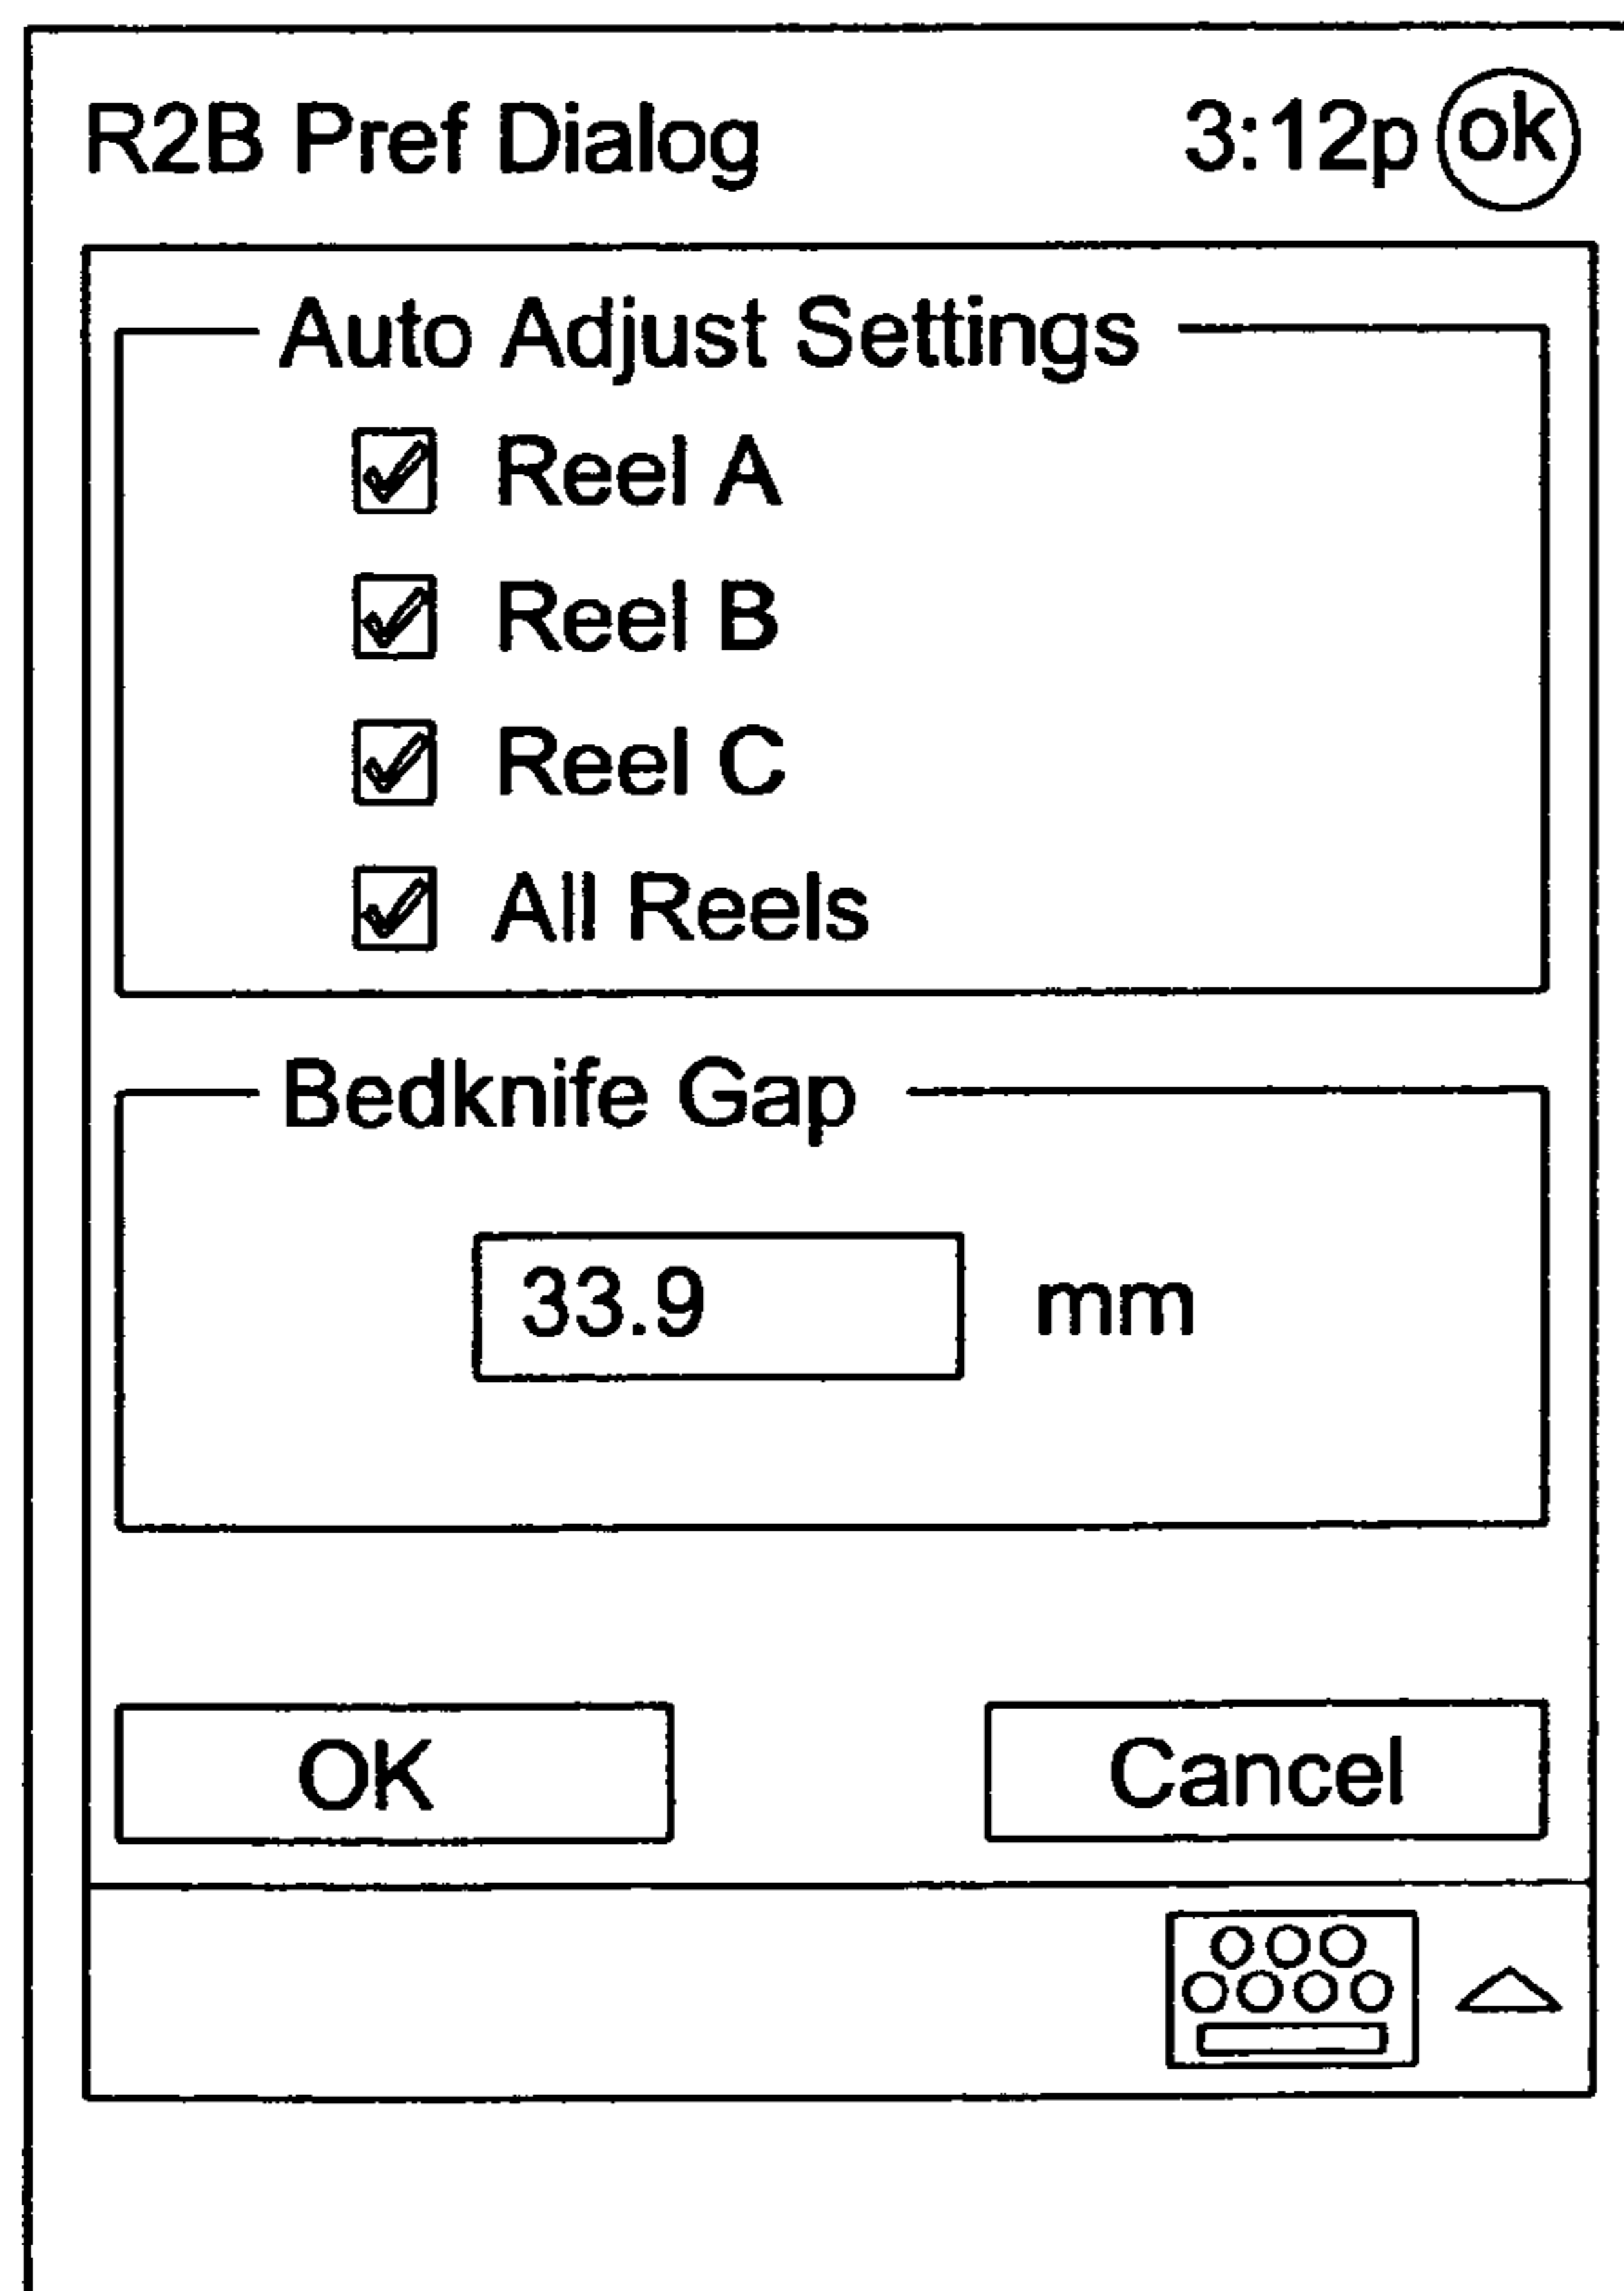 R2B Pref Dialog 3:12p ok
Auto Adjust Settings
Reel A
Reel B
Reel C
All Reels
Bedknife Gap
33.9 mm
OK Cancel